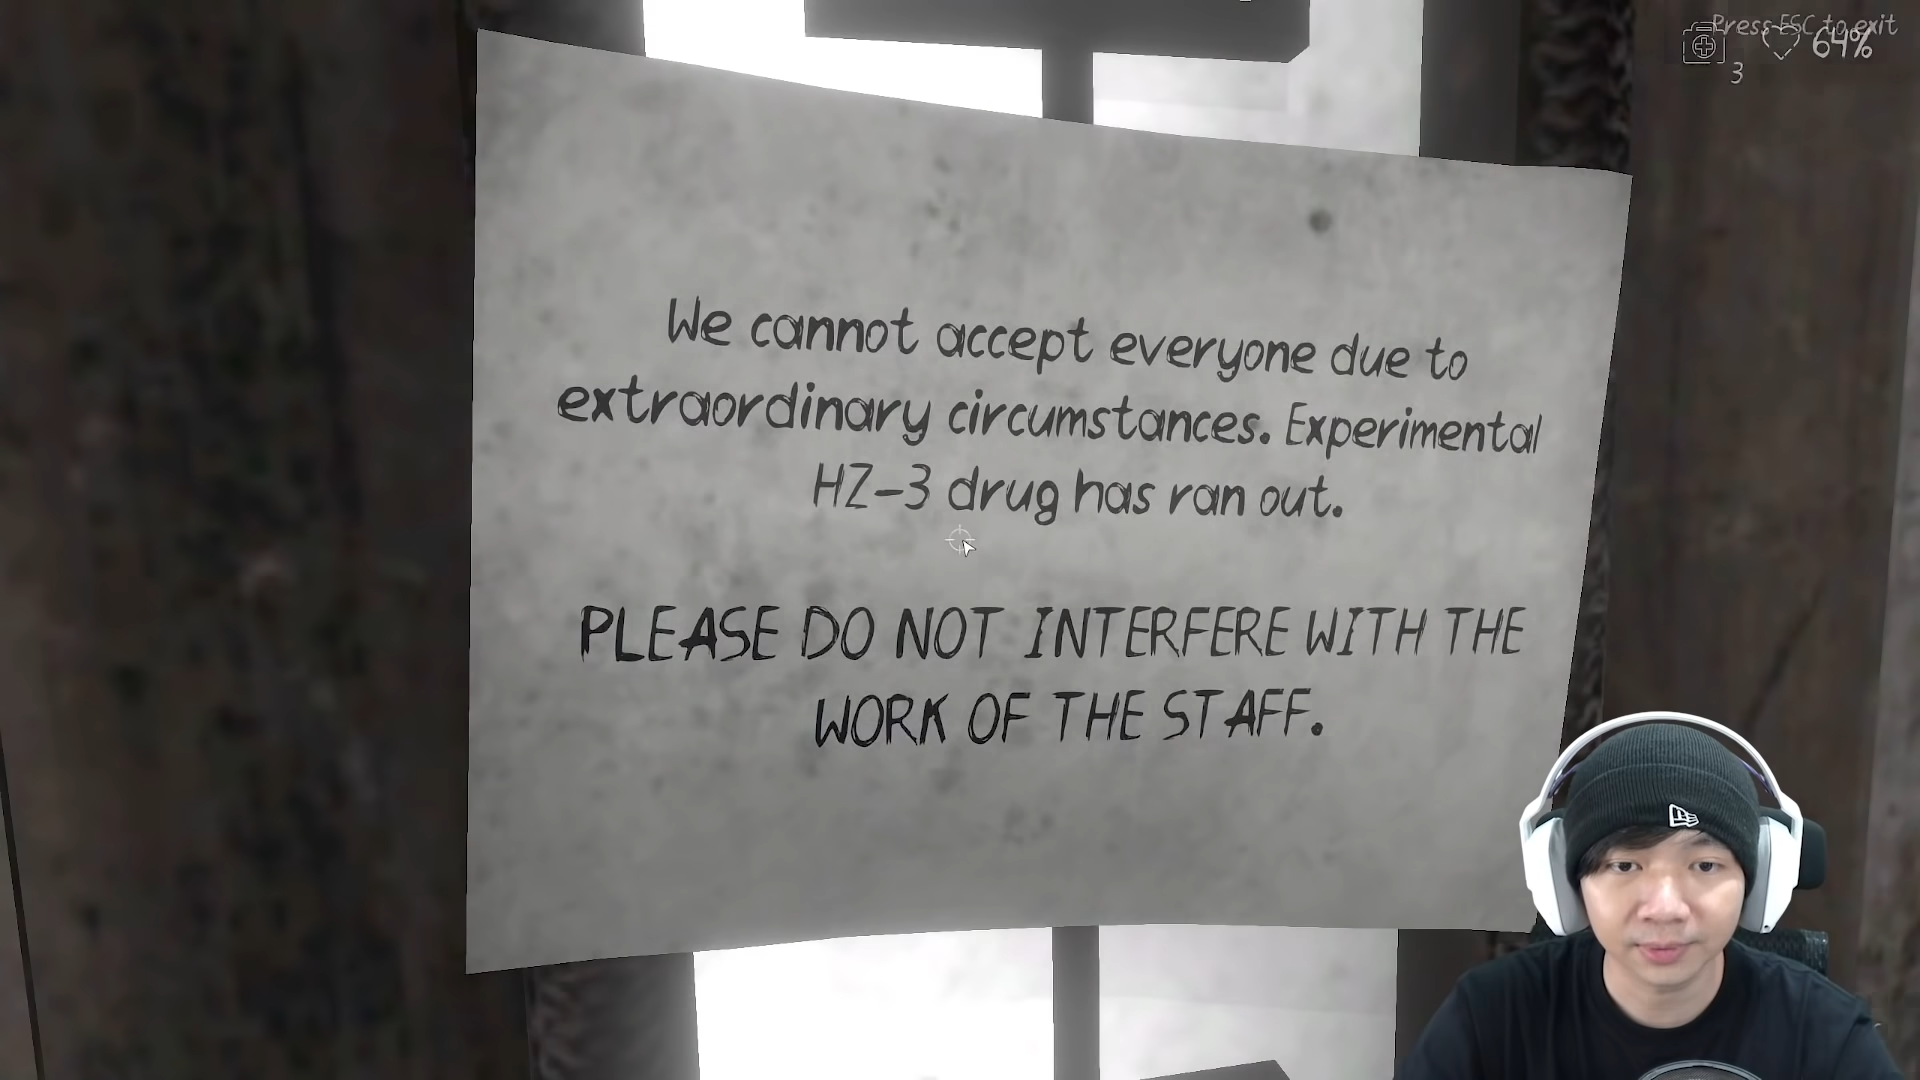 Press ESC to exit
64%
3
We cannot accept everyone due to
extraordinary circumstances. Experimental
HZ-3 drug has ran out.
PLEASE DO NOT INTERFERE WITH THE
WORK OF THE STAFF.